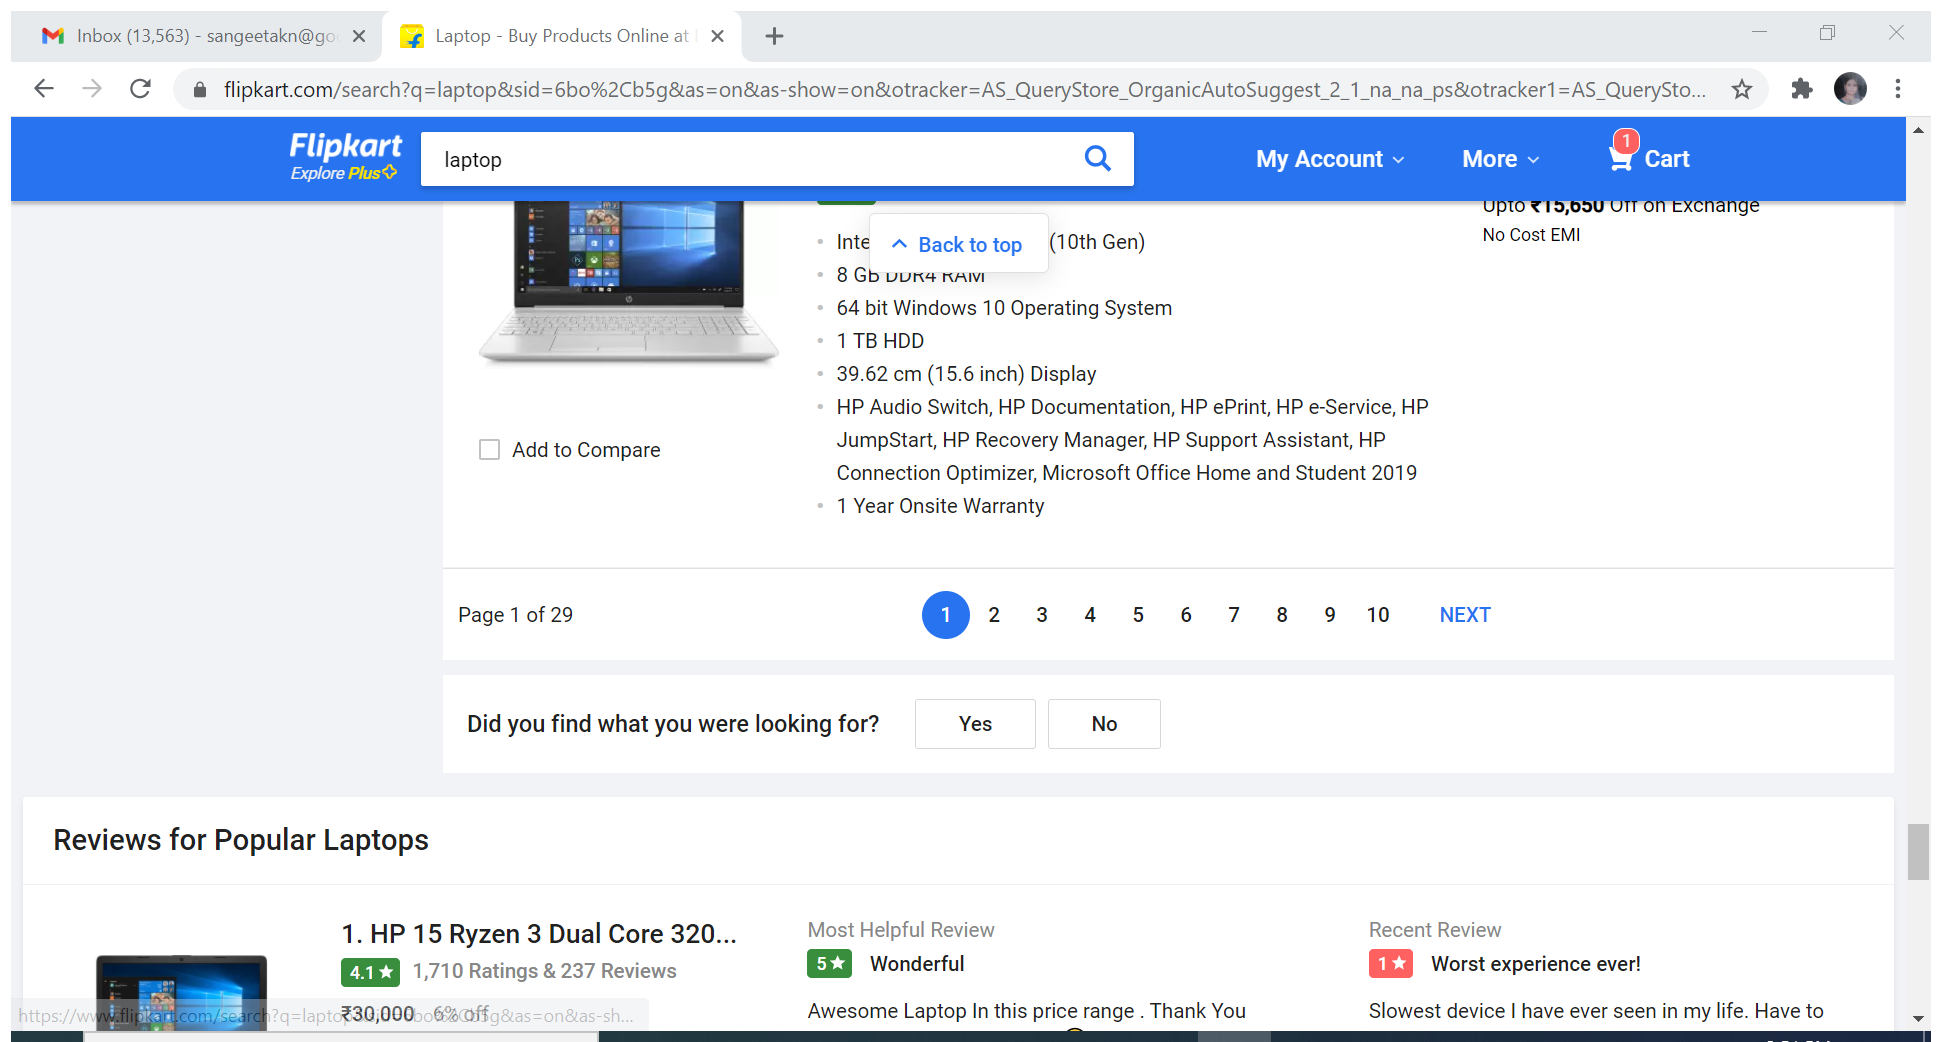 Inbox (13,563) - sangeetakn@goo
Laptop - Buy Products Online at
flipkart.com/search?q=laptop&sid=6bo%2Cb5g&as=on&as-show=on&otracker=AS_QueryStore_OrganicAutoSuggest_2_1_na_na_ps&otracker1=AS_QuerySto...
Flipkart
Explore Plus
laptop
My Account
More
1
Cart
Upto ₹15,650 Off on Exchange
No Cost EMI
Back to top
(10th Gen)
8 GB DDR4 RAM
64 bit Windows 10 Operating System
1 TB HDD
39.62 cm (15.6 inch) Display
HP Audio Switch, HP Documentation, HP ePrint, HP e-Service, HP
JumpStart, HP Recovery Manager, HP Support Assistant, HP
Connection Optimizer, Microsoft Office Home and Student 2019
1 Year Onsite Warranty
Add to Compare
Page 1 of 29
1 2 3 4 5 6 7 8 9 10 NEXT
Did you find what you were looking for?
Yes
No
Reviews for Popular Laptops
1. HP 15 Ryzen 3 Dual Core 320...
4.1★ 1,710 Ratings & 237 Reviews
₹30,000 6% off
Most Helpful Review
5★ Wonderful
Awesome Laptop In this price range . Thank You
Recent Review
1★ Worst experience ever!
Slowest device I have ever seen in my life. Have to
https://www.flipkart.com/search?q=laptop&sid=6bo%2Cb5g&as=on&as-sh...